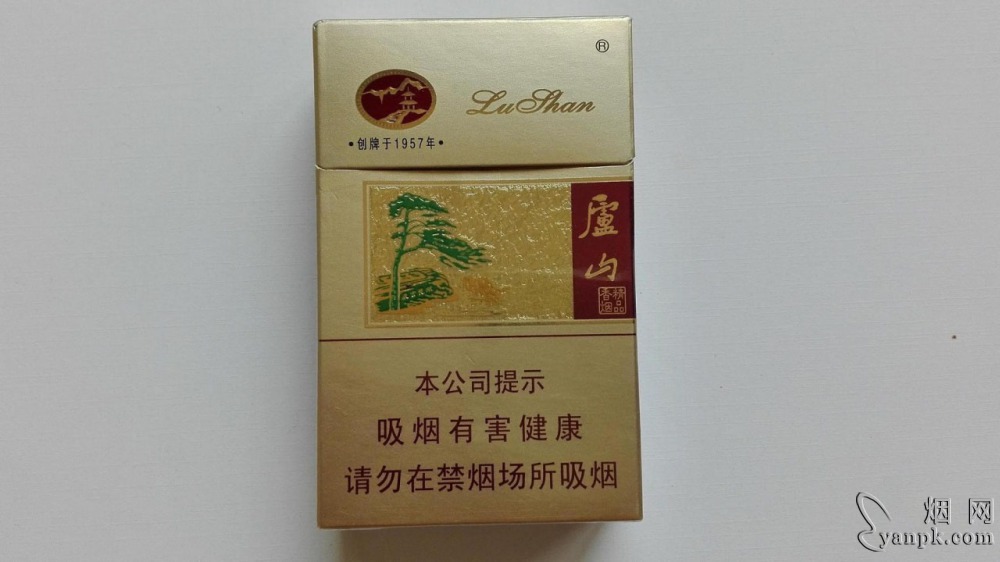 ®
LuShan
•创牌于1957年•
廬山
精品
香烟
本公司提示
吸烟有害健康
请勿在禁烟场所吸烟
烟网
yanpk.com